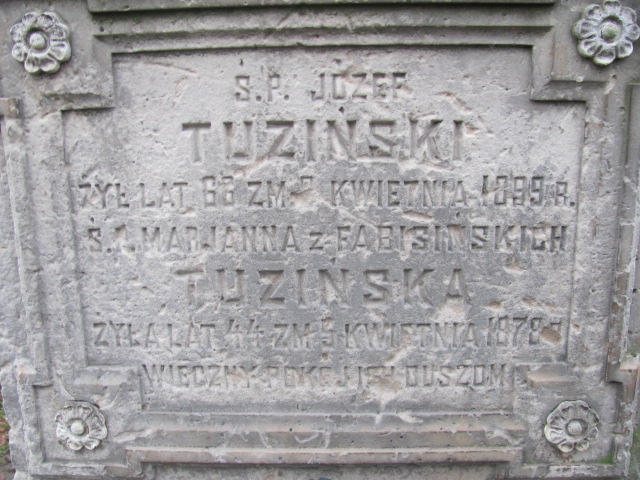 Ś.P. JÓZEF
TUZIŃSKI
ŻYŁ LAT 63 ZM. KWIETNIA 1899 R.
MARJANNA z FABISIŃSKICH
TUZIŃSKA
ŻYŁA LAT 44 ZM 5 KWIETNIA 1878
WIECZNY POKÓJ ICH DUSZOM